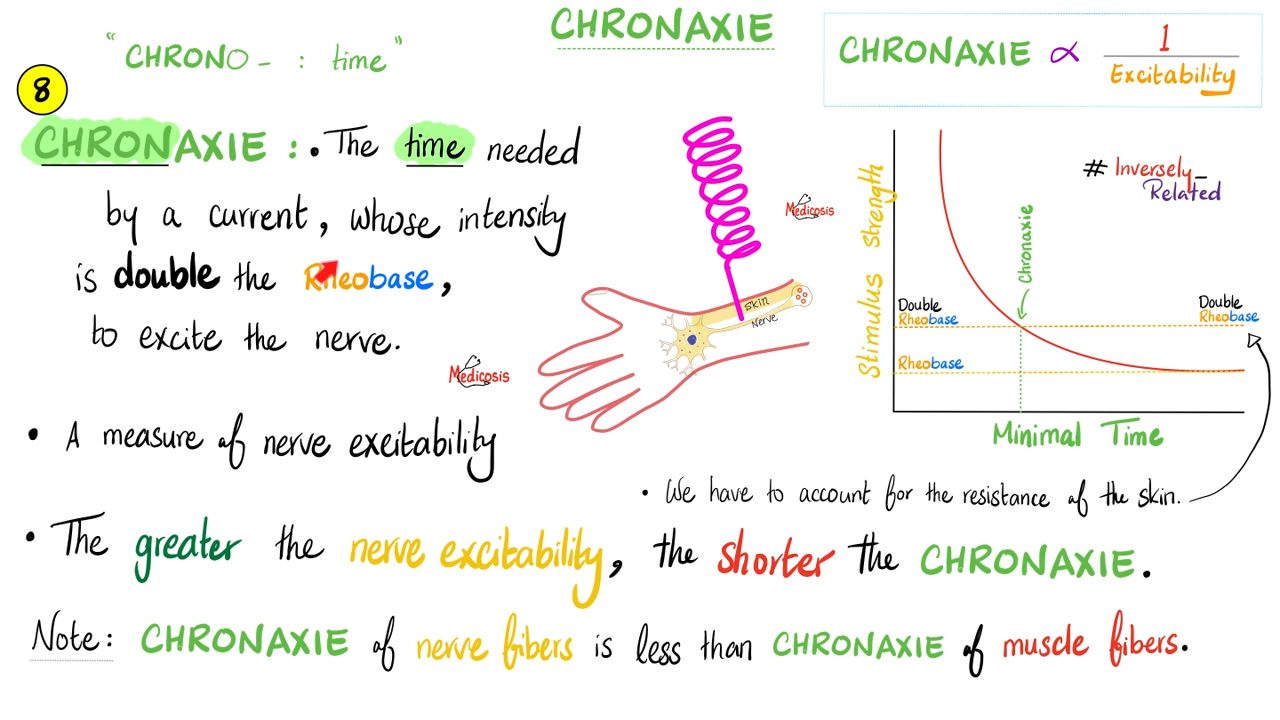 CHRONAXIE
"CHRONO - : time"
CHRONAXIE ∝ 1
Excitability
8
CHRONAXIE : • The time needed
by a current, whose intensity
is double the Rheobase,
to excite the nerve.
Medicosis
• A measure of nerve excitability
Medicosis
skin
Nerve
# Inversely_
Related
Stimulus Strength
Chronaxie
Double
Rheobase
Double
Rheobase
Rheobase
Minimal Time
• We have to account for the resistance of the skin.
• The greater the nerve excitability, the shorter the CHRONAXIE.
Note: CHRONAXIE of nerve fibers is less than CHRONAXIE of muscle fibers.